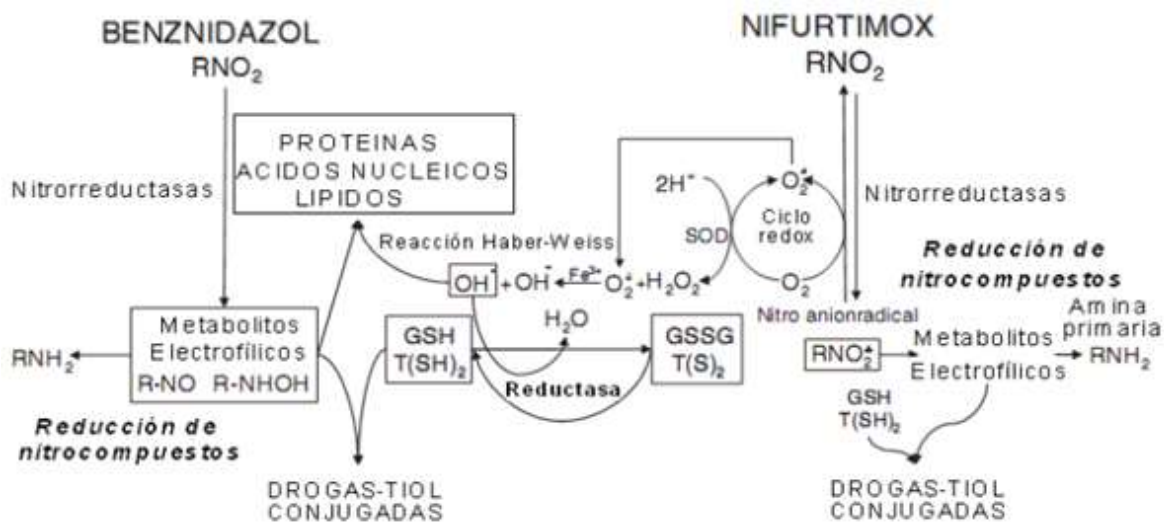 BENZNIDAZOL
RNO₂
Nitrorreductasas
PROTEINAS
ACIDOS NUCLEICOS
LIPIDOS
Metabolitos
Electrofílicos
R-NO R-NHOH
RNH₂
Reducción de
nitrocompuestos
DROGAS-TIOL
CONJUGADAS
Reacción Haber-Weiss
OH + OH⁻ Fe³⁺ O₂ + H₂O₂
H₂O
GSH
T(SH)₂
Reductasa
GSSG
T(S)₂
NIFURTIMOX
RNO₂
Nitrorreductasas
2H
SOD
O₂
Ciclo
redox
O₂
Reducción de
nitrocompuestos
Nitro anionradical
RNO₂
Metabolitos
Electrofílicos
Amina
primaria
RNH₂
GSH
T(SH)₂
DROGAS-TIOL
CONJUGADAS